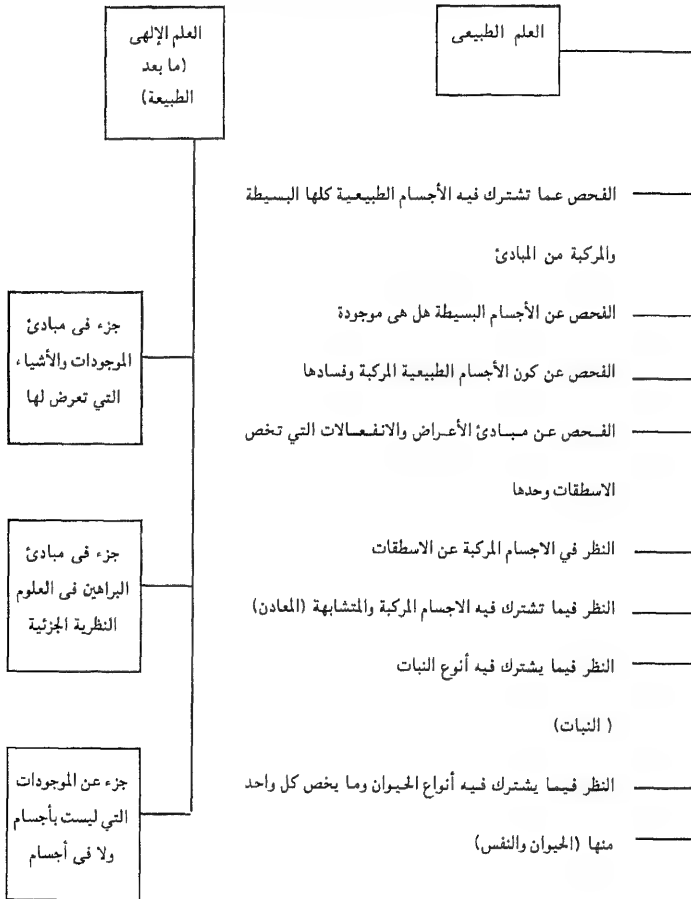 العلم الطبيعى
الفحص عما تشترك فيه الأجسام الطبيعية كلها البسيطة
والمركبة من المبادئ
الفحص عن الأجسام البسيطة هل هى موجودة
الفحص عن كون الأجسام الطبيعية المركبة وفسادها
الفحص عن مبادئ الأعراض والانفعالات التي تخص
الاسطقات وحدها
النظر في الاجسام المركبة عن الاسطقات
النظر فيما تشترك فيه الاجسام المركبة والمتشابهة (المعادن)
النظر فيما يشترك فيه أنوع النبات
( النبات)
النظر فيما يشترك فيه أنواع الحيوان وما يخص كل واحد
منها (الحيوان والنفس)
العلم الإلهى
(ما بعد
الطبيعة)
جزء فى مبادئ
الموجودات والأشياء
التي تعرض لها
جزء فى مبادئ
البراهين فى العلوم
النظرية الجزئية
جزء عن الموجودات
التي ليست بأجسام
ولا فى أجسام